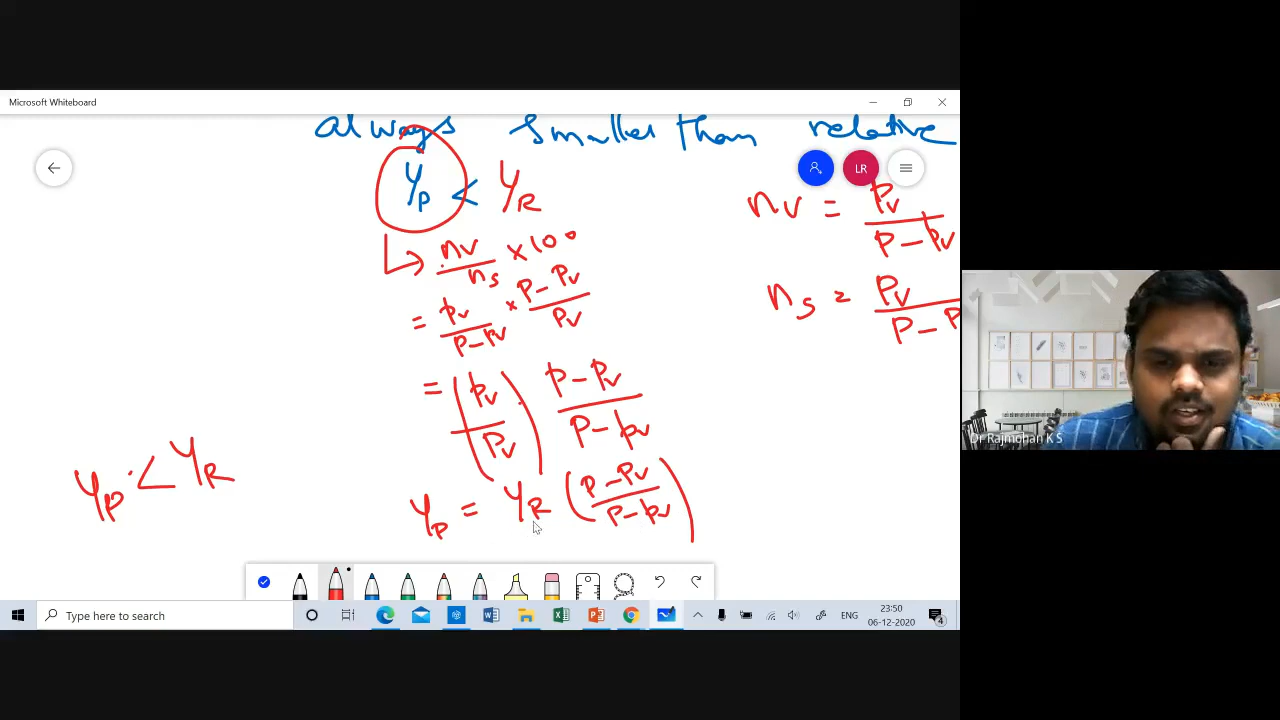 Microsoft Whiteboard
always smaller than relative
LR
Yp < YR
nv = pv / P - pv
nv / ns × 100
ns = Pv / P - P
= pv / P - pv × P - Pv / Pv
= (pv / Pv) . P - Pv / P - pv
Yp < YR
Yp = YR (P - Pv / P - pv)
Dr Rajmohan K S
Type here to search
ENG
23:50
06-12-2020
4